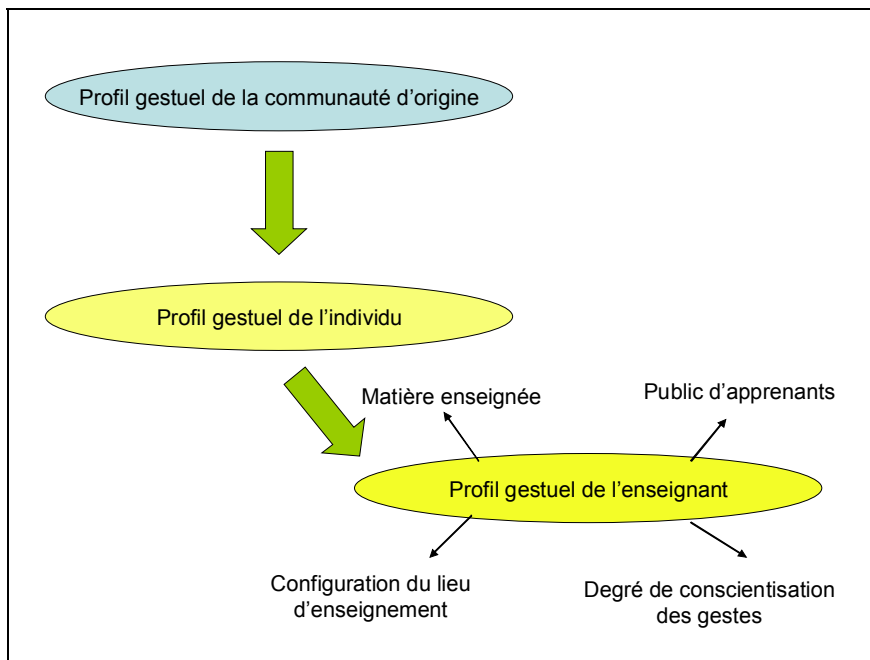 Profil gestuel de la communauté d'origine
Profil gestuel de l'individu
Matière enseignée
Public d'apprenants
Profil gestuel de l'enseignant
Configuration du lieu
d'enseignement
Degré de conscientisation
des gestes